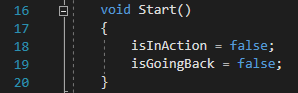 16 void Start()
17 {
18 isInAction = false;
19 isGoingBack = false;
20 }